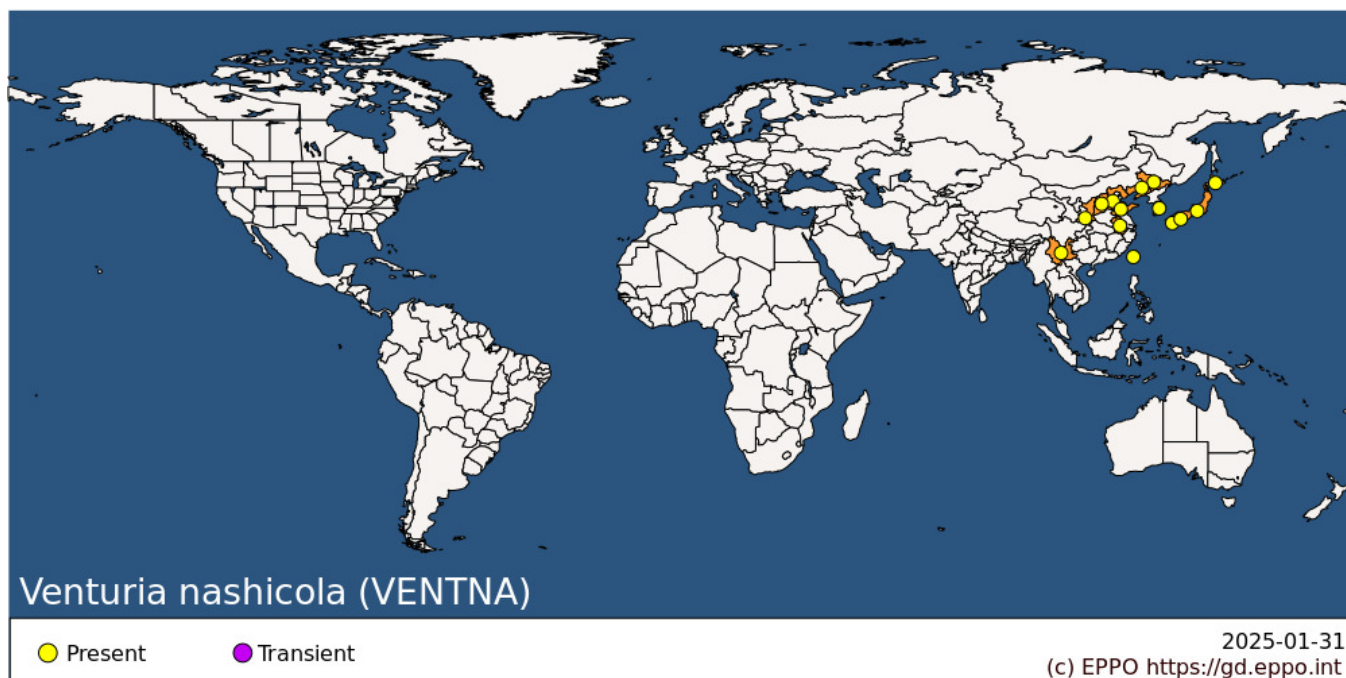 Venturia nashicola (VENTNA)
Present
Transient
2025-01-31
(c) EPPO https://gd.eppo.int